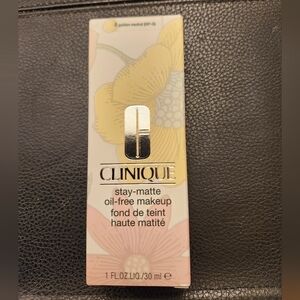 CLINIQUE
stay-matte
oil-free makeup
fond de teint
haute matité
1 FL.OZ.LIQ./30 ml ℮